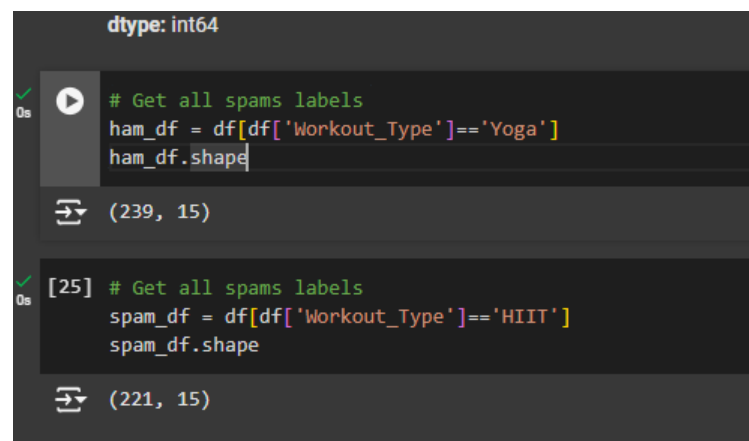 dtype: int64
0s
# Get all spams labels
ham_df = df[df['Workout_Type']=='Yoga']
ham_df.shape
(239, 15)
0s
[25] # Get all spams labels
spam_df = df[df['Workout_Type']=='HIIT']
spam_df.shape
(221, 15)